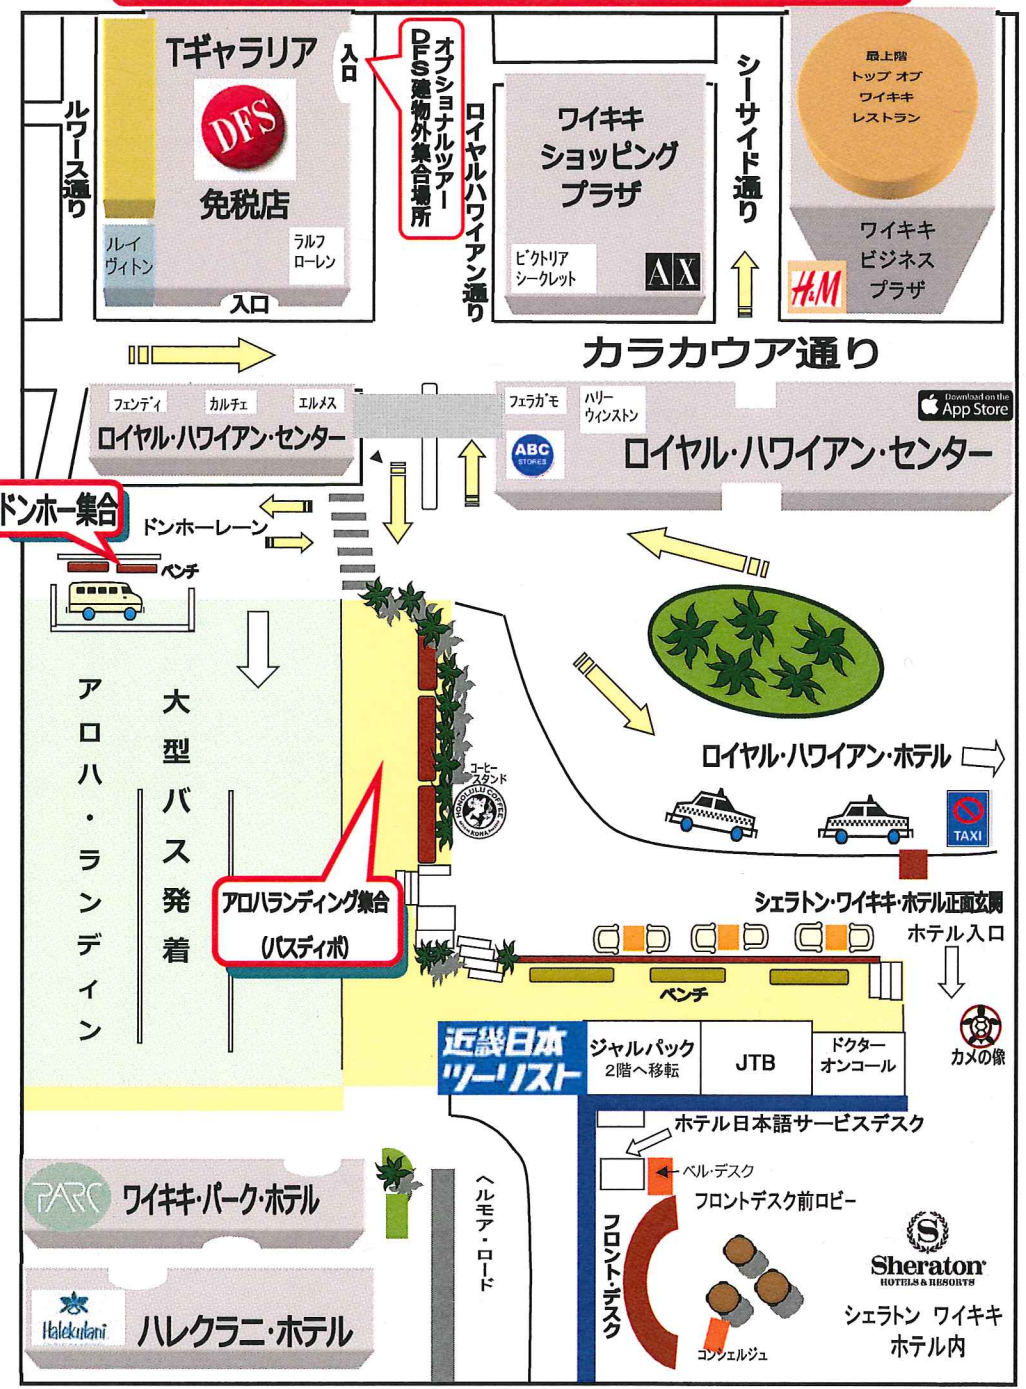 Tギャラリア
入口
DFS
免税店
ルイ
ヴィトン
ラルフ
ローレン
入口
オプショナルツアー
DFS建物外集合場所
ルワース通り
ロイヤルハワイアン通り
ワイキキ
ショッピング
プラザ
ビクトリア
シークレット
A|X
シーサイド通り
最上階
トップ オブ
ワイキキ
レストラン
ワイキキ
ビジネス
プラザ
H&M
カラカウア通り
フェンディ
カルチェ
エルメス
ロイヤル・ハワイアン・センター
フェラガモ
ハリー
ウィンストン
ABC
STORES
Download on the
App Store
ロイヤル・ハワイアン・センター
ドンホー集合
ドンホーレーン
ベンチ
アロハ・ランディン
大型バス発着
コーヒー
スタンド
HONOLULU COFFEE
ロイヤル・ハワイアン・ホテル
TAXI
アロハランディング集合
(バスディポ)
シェラトン・ワイキキ・ホテル正面玄関
ホテル入口
ベンチ
カメの像
近畿日本
ツーリスト
ジャルパック
2階へ移転
JTB
ドクター
オンコール
ホテル日本語サービスデスク
ベル・デスク
フロントデスク前ロビー
フロント・デスク
コンシェルジュ
S
Sheraton
HOTELS & RESORTS
シェラトン ワイキキ
ホテル内
PARC
ワイキキ・パーク・ホテル
ヘルモア・ロード
Halekulani
ハレクラニ・ホテル